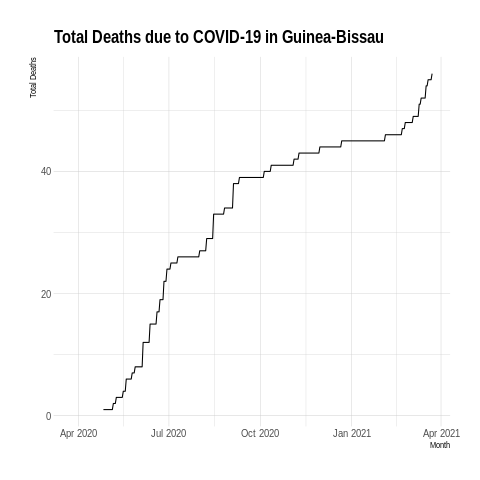 Total Deaths due to COVID-19 in Guinea-Bissau
Total Deaths
40
20
0
Apr 2020 Jul 2020 Oct 2020 Jan 2021 Apr 2021
Month